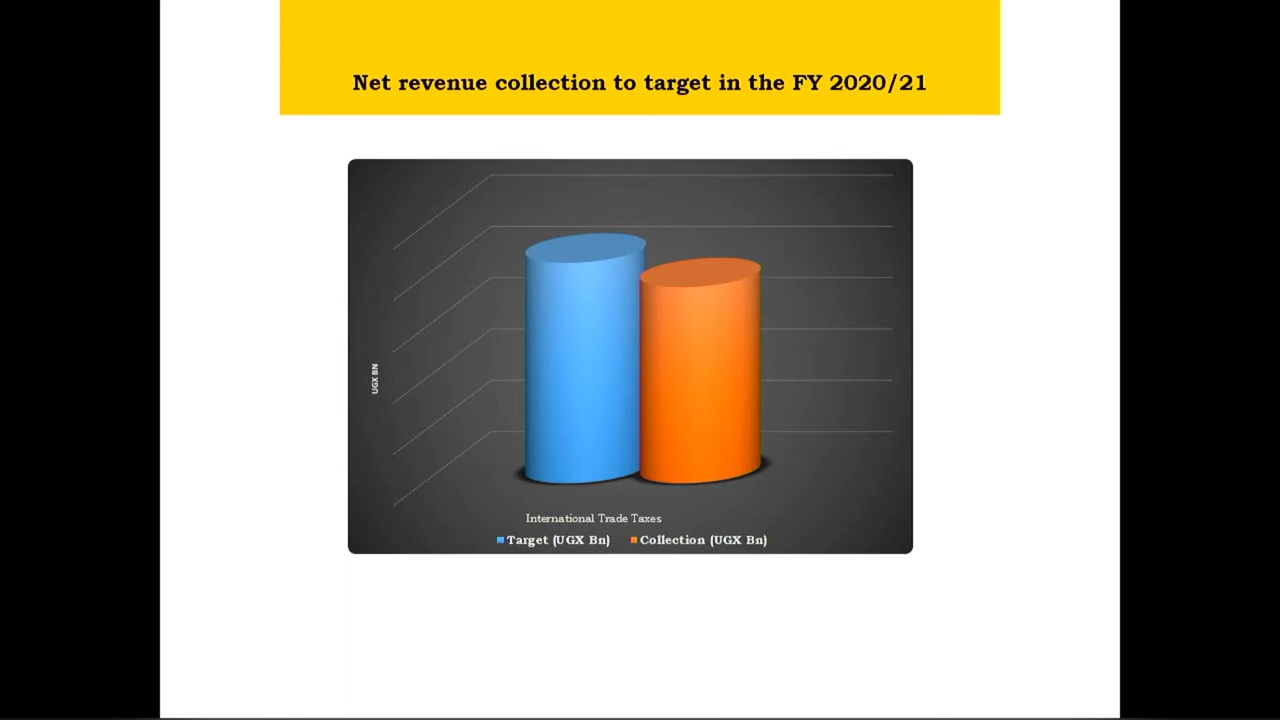 Net revenue collection to target in the FY 2020/21
UGX BN
International Trade Taxes
Target (UGX Bn) Collection (UGX Bn)